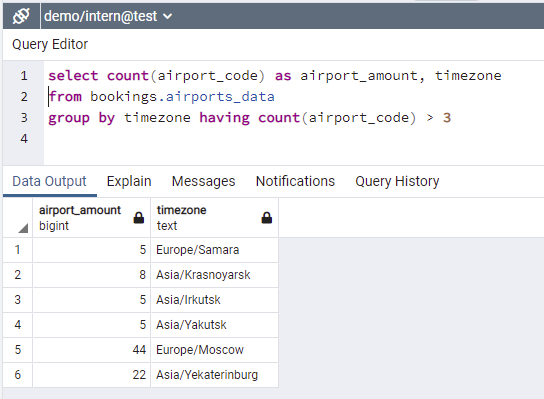 demo/intern@test
Query Editor
1 select count(airport_code) as airport_amount, timezone
2 from bookings.airports_data
3 group by timezone having count(airport_code) > 3
4
Data Output Explain Messages Notifications Query History
airport_amount timezone
bigint text
1 5 Europe/Samara
2 8 Asia/Krasnoyarsk
3 5 Asia/Irkutsk
4 5 Asia/Yakutsk
5 44 Europe/Moscow
6 22 Asia/Yekaterinburg